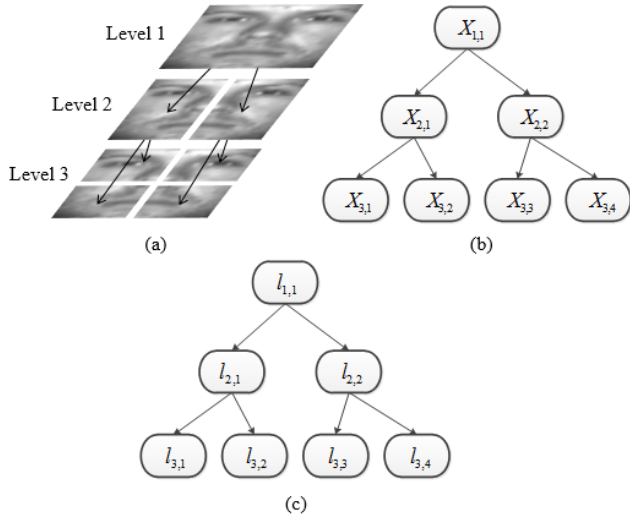 Level 1
Level 2
Level 3
(a)
X1,1
X2,1 X2,2
X3,1 X3,2 X3,3 X3,4
(b)
l1,1
l2,1 l2,2
l3,1 l3,2 l3,3 l3,4
(c)